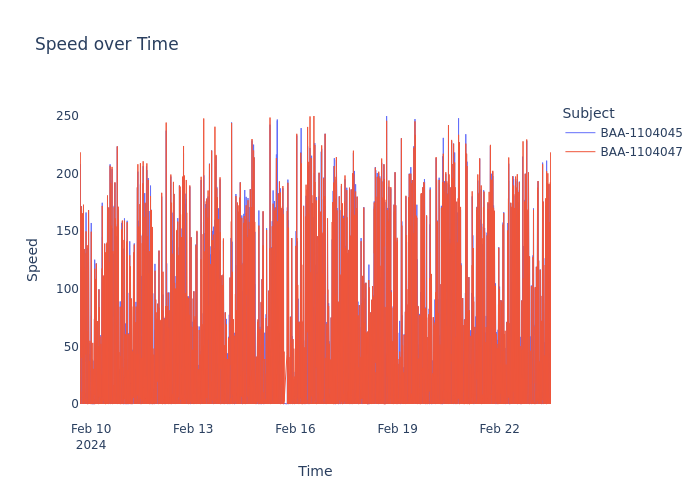 Speed over Time
Subject
BAA-1104045
BAA-1104047
250
200
150
100
50
0
Speed
Feb 10
2024
Feb 13
Feb 16
Feb 19
Feb 22
Time